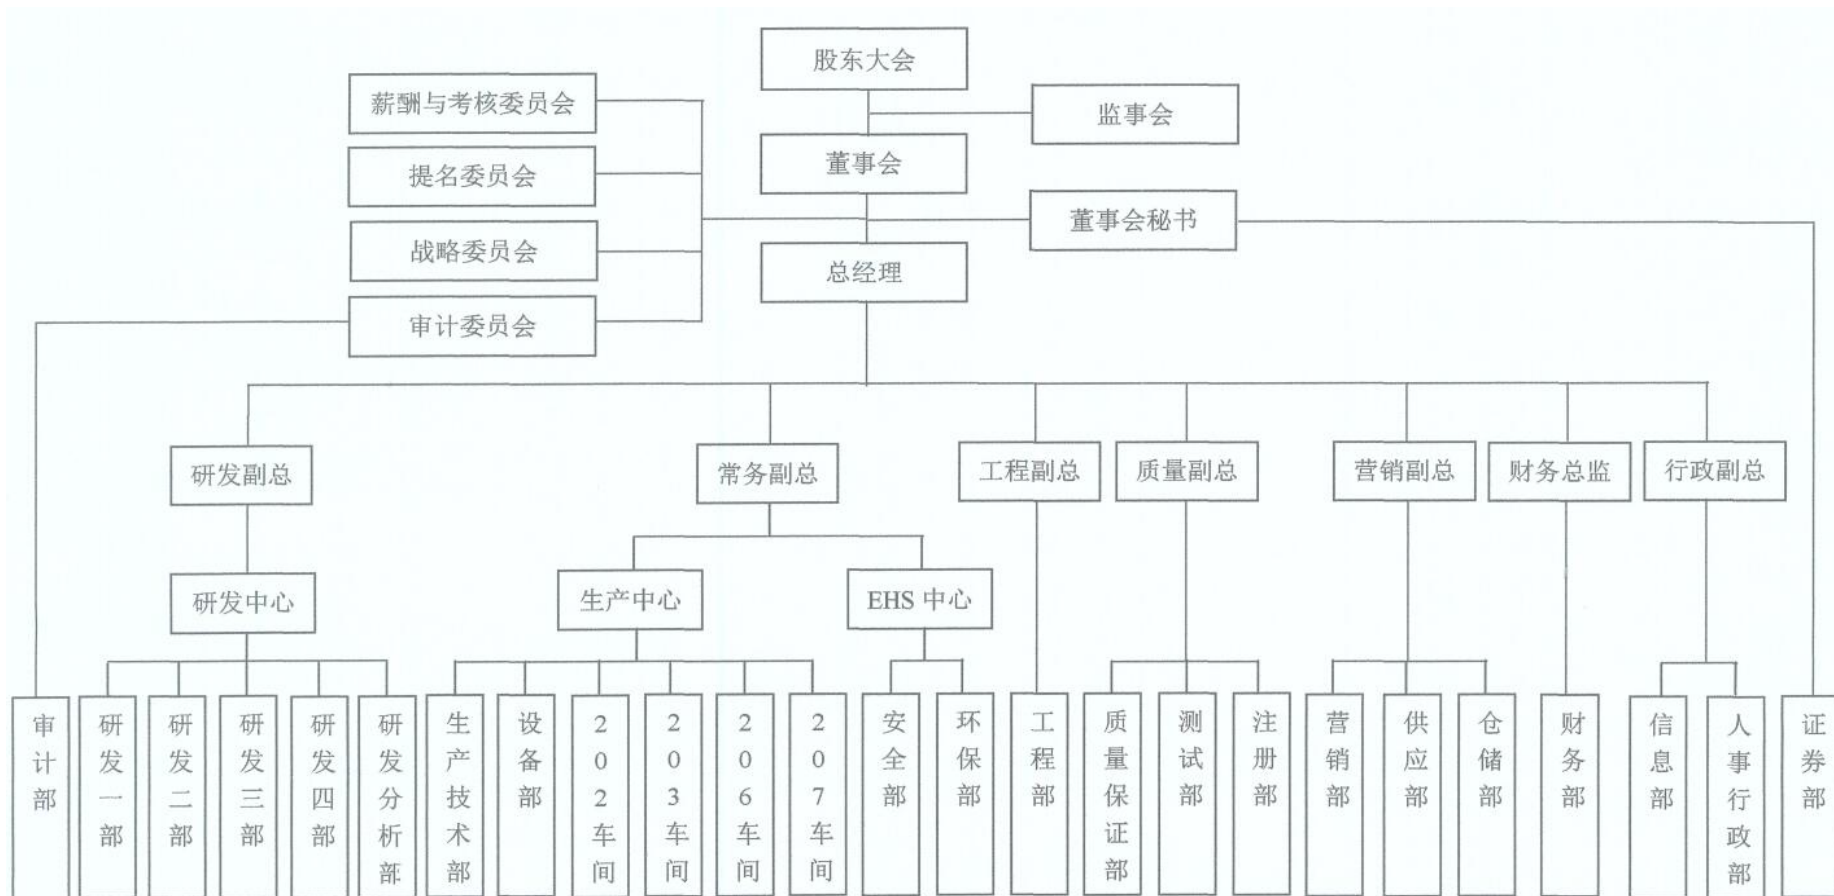 股东大会
薪酬与考核委员会
监事会
提名委员会
董事会
董事会秘书
战略委员会
总经理
审计委员会
研发副总
常务副总
工程副总
质量副总
营销副总
财务总监
行政副总
研发中心
生产中心
EHS 中心
审计部
研发一部
研发二部
研发三部
研发四部
研发分析部
生产技术部
设备部
202车间
203车间
206车间
207车间
安全部
环保部
工程部
质量保证部
测试部
注册部
营销部
供应部
仓储部
财务部
信息部
人事行政部
证券部